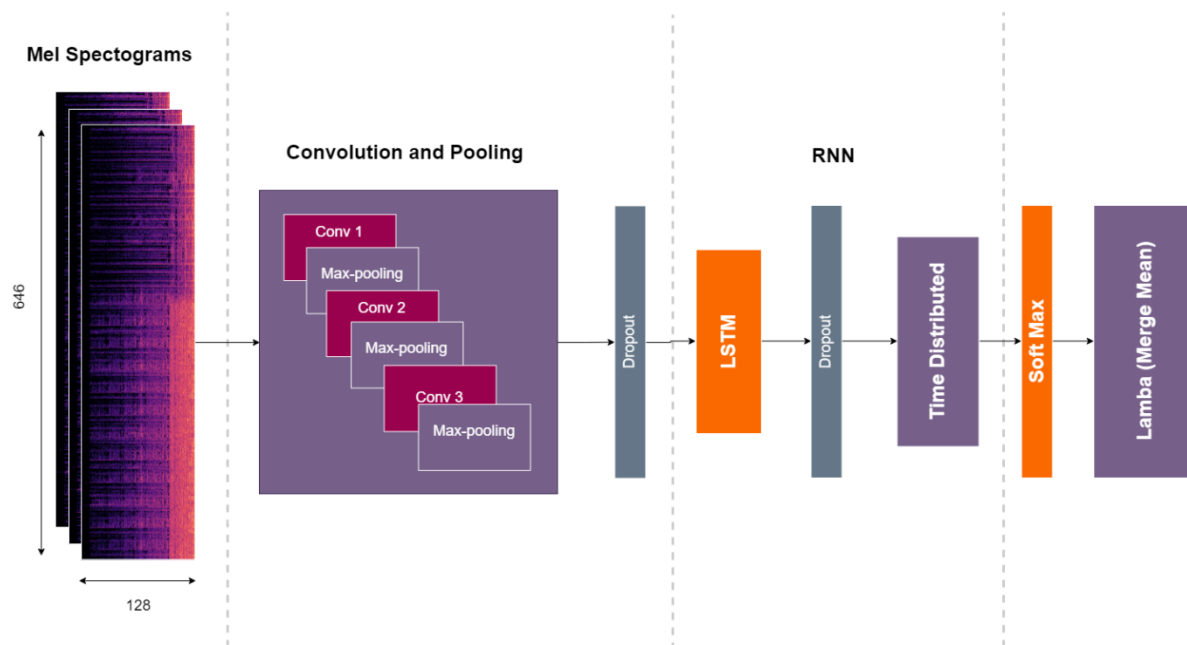 Mel Spectograms
646
128
Convolution and Pooling
Conv 1
Max-pooling
Conv 2
Max-pooling
Conv 3
Max-pooling
Dropout
RNN
LSTM
Dropout
Time Distributed
Soft Max
Lamba (Merge Mean)